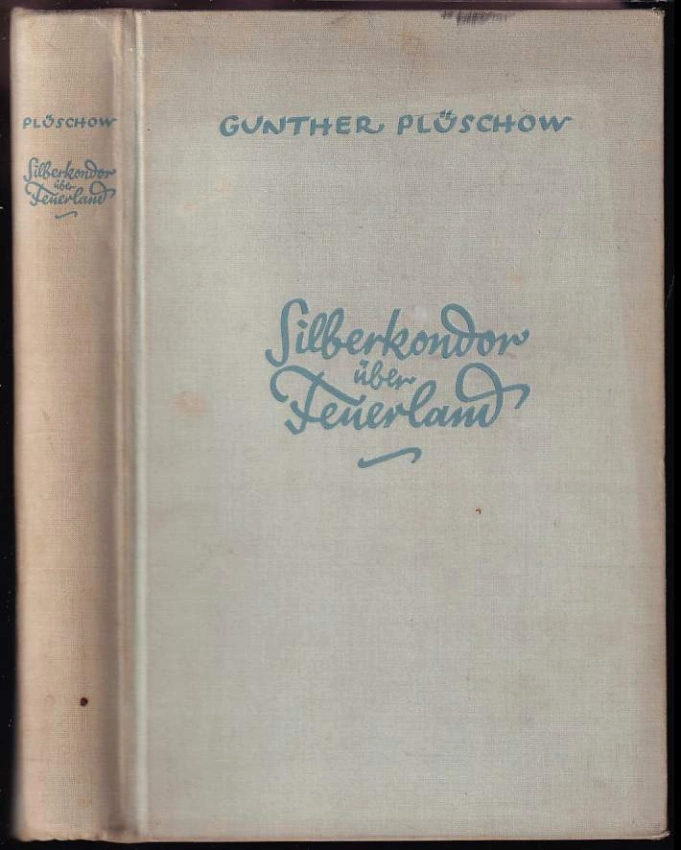 PLÜSCHOW
Silberkondor
über
Feuerland
GUNTHER PLÜSCHOW
Silberkondor
über
Feuerland